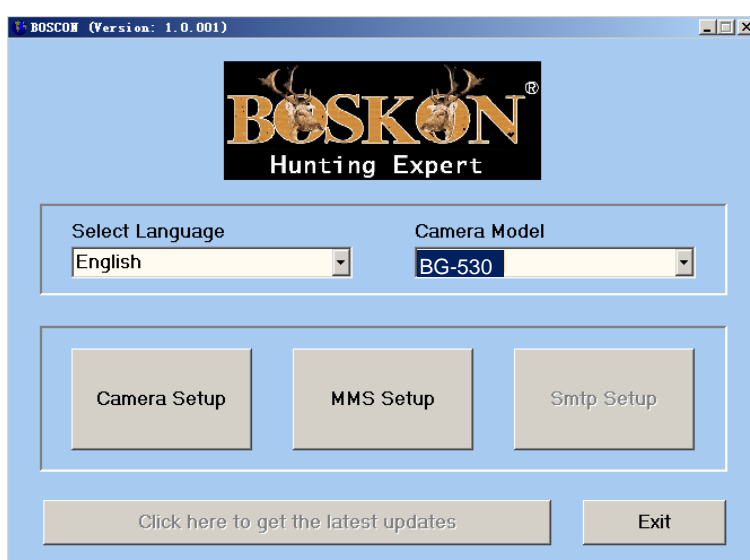 BOSCON (Version: 1.0.001)
BOSKON®
Hunting Expert
Select Language
Camera Model
English
BG-530
Camera Setup
MMS Setup
Smtp Setup
Click here to get the latest updates
Exit